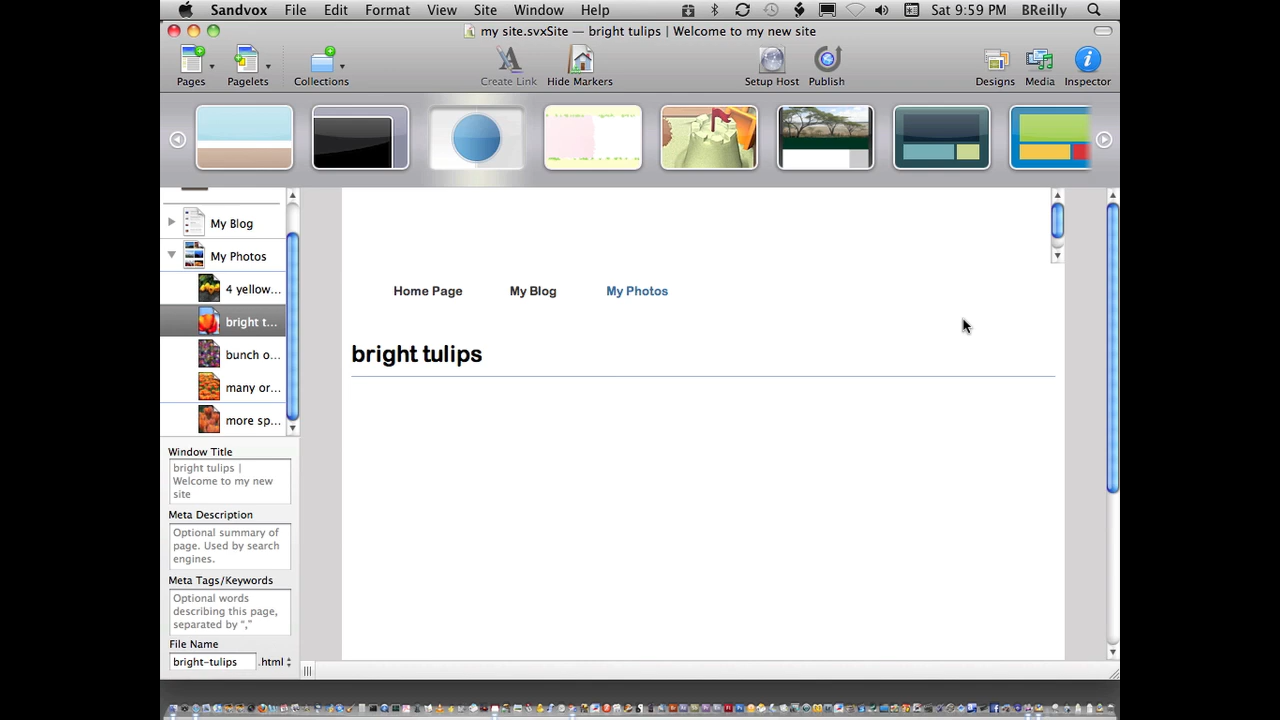 Sandvox File Edit Format View Site Window Help Sat 9:59 PM BReilly
my site.svxSite — bright tulips | Welcome to my new site
Pages Pagelets Collections Create Link Hide Markers Setup Host Publish Designs Media Inspector
My Blog
My Photos
4 yellow...
bright t...
bunch o...
many or...
more sp...
Home Page My Blog My Photos
bright tulips
Window Title
bright tulips |
Welcome to my new
site
Meta Description
Optional summary of
page. Used by search
engines.
Meta Tags/Keywords
Optional words
describing this page,
separated by “,”
File Name
bright-tulips .html